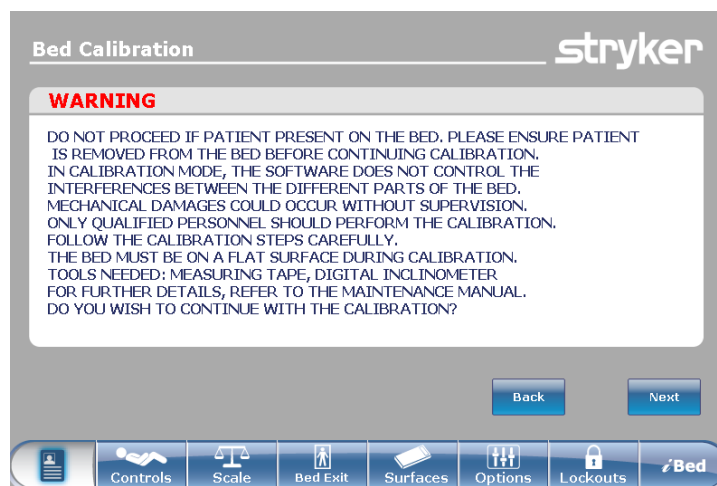 Bed Calibration
stryker
WARNING
DO NOT PROCEED IF PATIENT PRESENT ON THE BED. PLEASE ENSURE PATIENT
IS REMOVED FROM THE BED BEFORE CONTINUING CALIBRATION.
IN CALIBRATION MODE, THE SOFTWARE DOES NOT CONTROL THE
INTERFERENCES BETWEEN THE DIFFERENT PARTS OF THE BED.
MECHANICAL DAMAGES COULD OCCUR WITHOUT SUPERVISION.
ONLY QUALIFIED PERSONNEL SHOULD PERFORM THE CALIBRATION.
FOLLOW THE CALIBRATION STEPS CAREFULLY.
THE BED MUST BE ON A FLAT SURFACE DURING CALIBRATION.
TOOLS NEEDED: MEASURING TAPE, DIGITAL INCLINOMETER
FOR FURTHER DETAILS, REFER TO THE MAINTENANCE MANUAL.
DO YOU WISH TO CONTINUE WITH THE CALIBRATION?
Back
Next
Controls
Scale
Bed Exit
Surfaces
Options
Lockouts
iBed